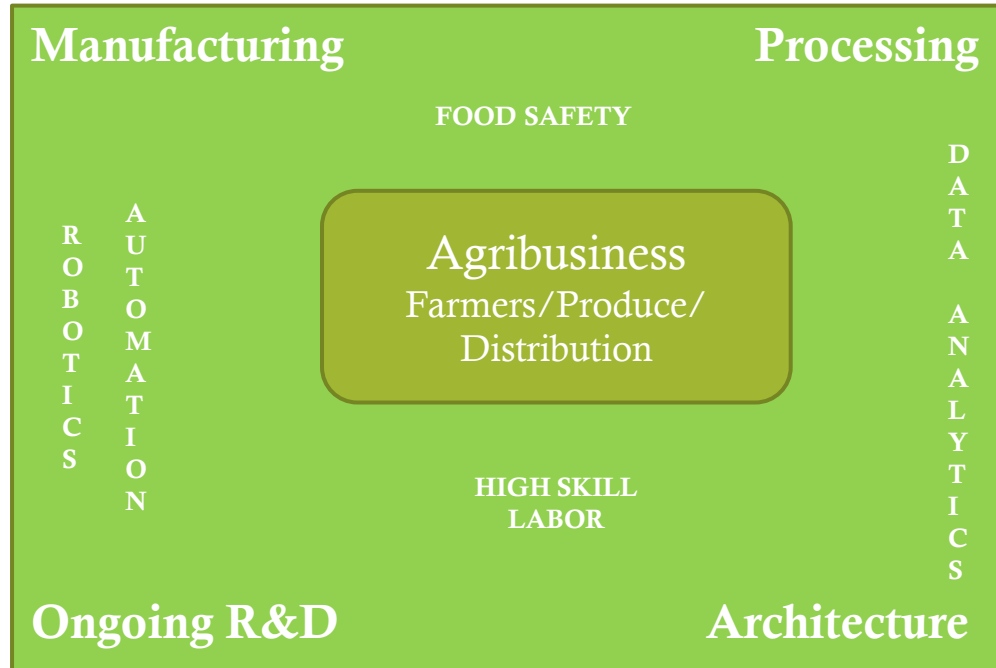 Manufacturing
Processing
FOOD SAFETY
ROBOTICS
AUTOMATION
Agribusiness
Farmers/Produce/
Distribution
DATA ANALYTICS
HIGH SKILL
LABOR
Ongoing R&D
Architecture